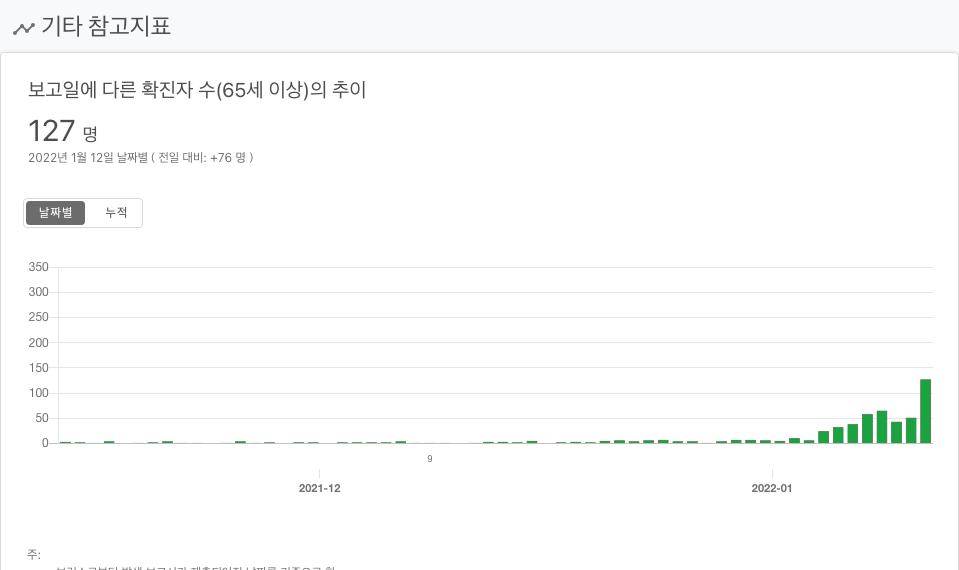 기타 참고지표
보고일에 다른 확진자 수(65세 이상)의 추이
127 명
2022년 1월 12일 날짜별 ( 전일 대비: +76 명 )
날짜별 누적
350
300
250
200
150
100
50
0
9
2021-12 2022-01
주: